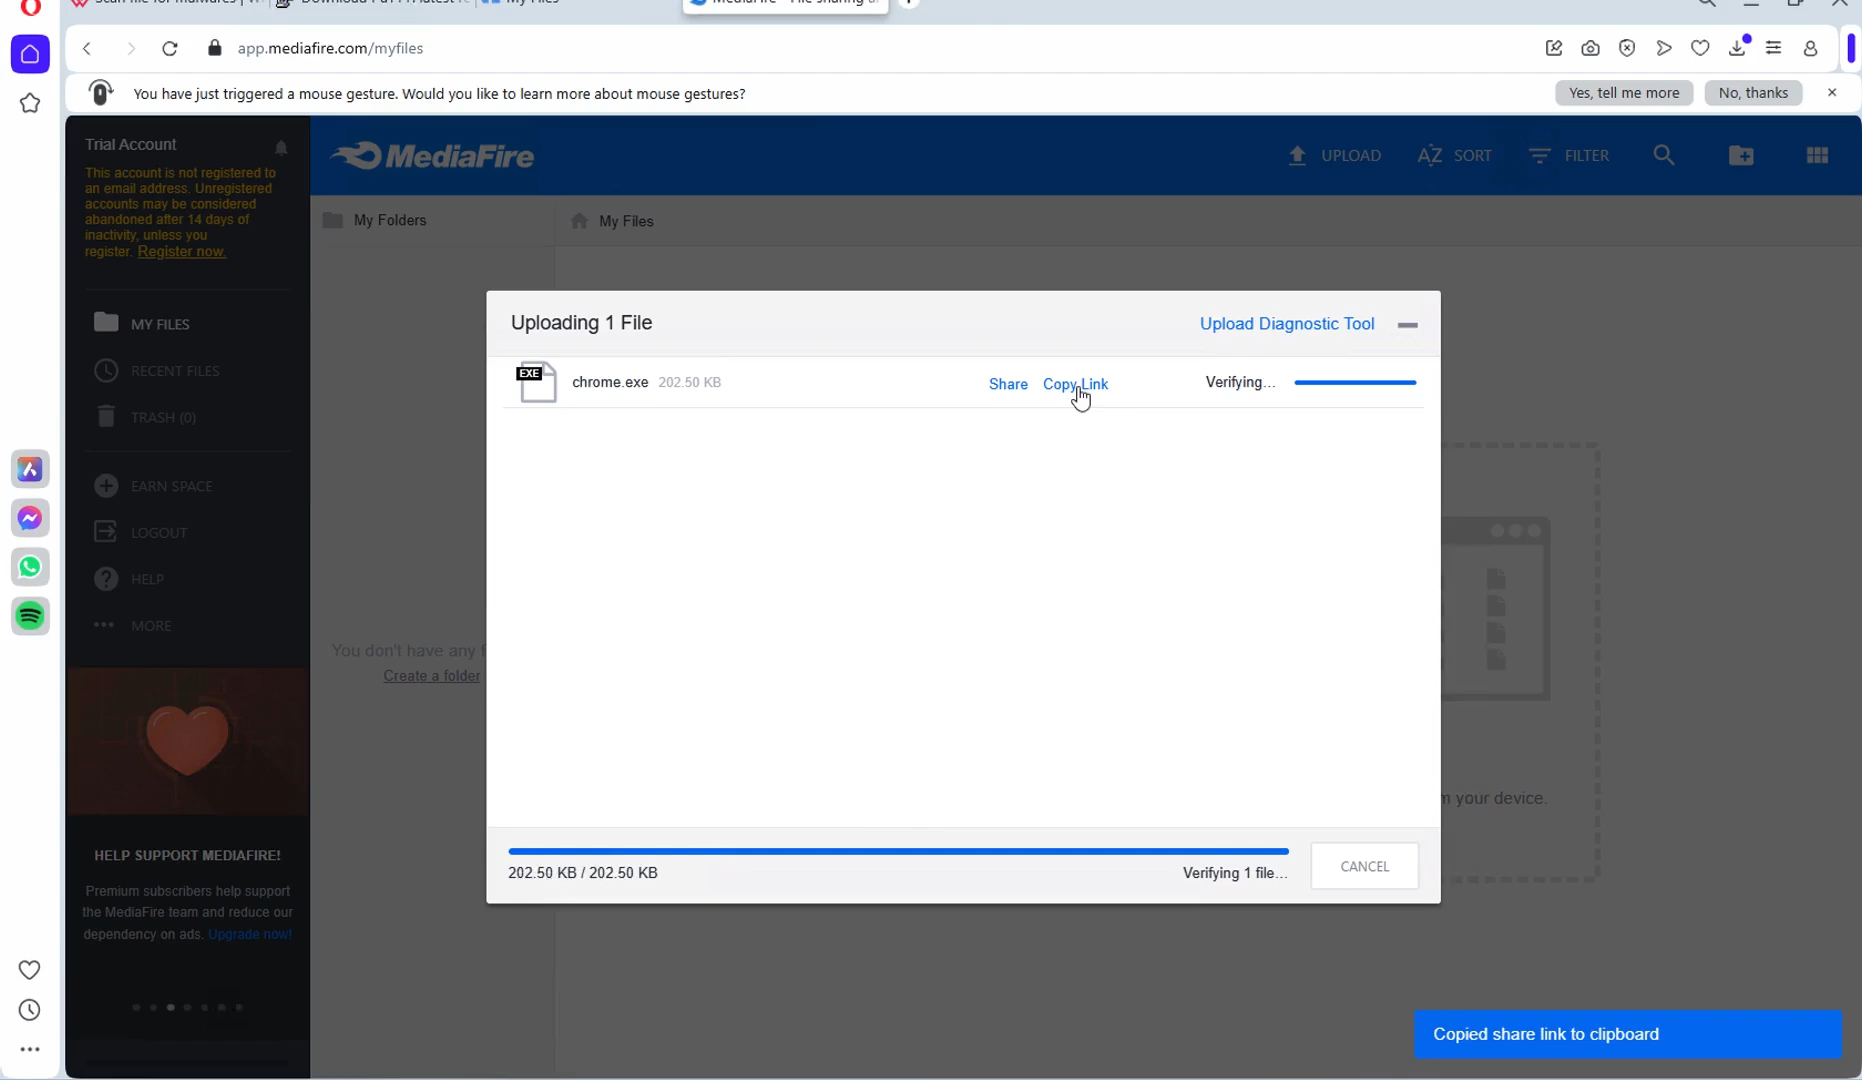 My Files
app.mediafire.com/myfiles
You have just triggered a mouse gesture. Would you like to learn more about mouse gestures?
Yes, tell me more
No, thanks
Trial Account
This account is not registered to
an email address. Unregistered
accounts may be considered
abandoned after 14 days of
inactivity, unless you
register. Register now.
MediaFire
UPLOAD
SORT
FILTER
My Folders
My Files
MY FILES
RECENT FILES
TRASH (0)
EARN SPACE
LOGOUT
HELP
MORE
You don't have any
Create a folder
Uploading 1 File
Upload Diagnostic Tool
EXE
chrome.exe 202.50 KB
Share
Copy Link
Verifying...
202.50 KB / 202.50 KB
Verifying 1 file...
CANCEL
your device.
HELP SUPPORT MEDIAFIRE!
Premium subscribers help support
the MediaFire team and reduce our
dependency on ads. Upgrade now!
Copied share link to clipboard